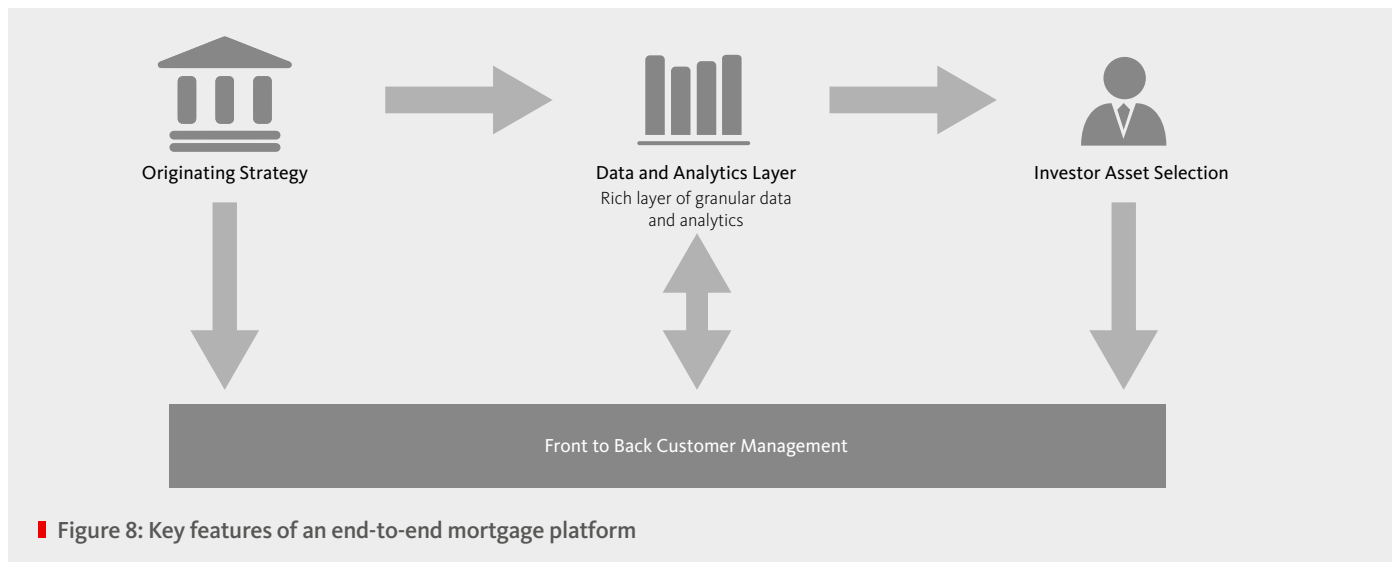 Originating Strategy
Data and Analytics Layer
Rich layer of granular data
and analytics
Investor Asset Selection
Front to Back Customer Management
Figure 8: Key features of an end-to-end mortgage platform